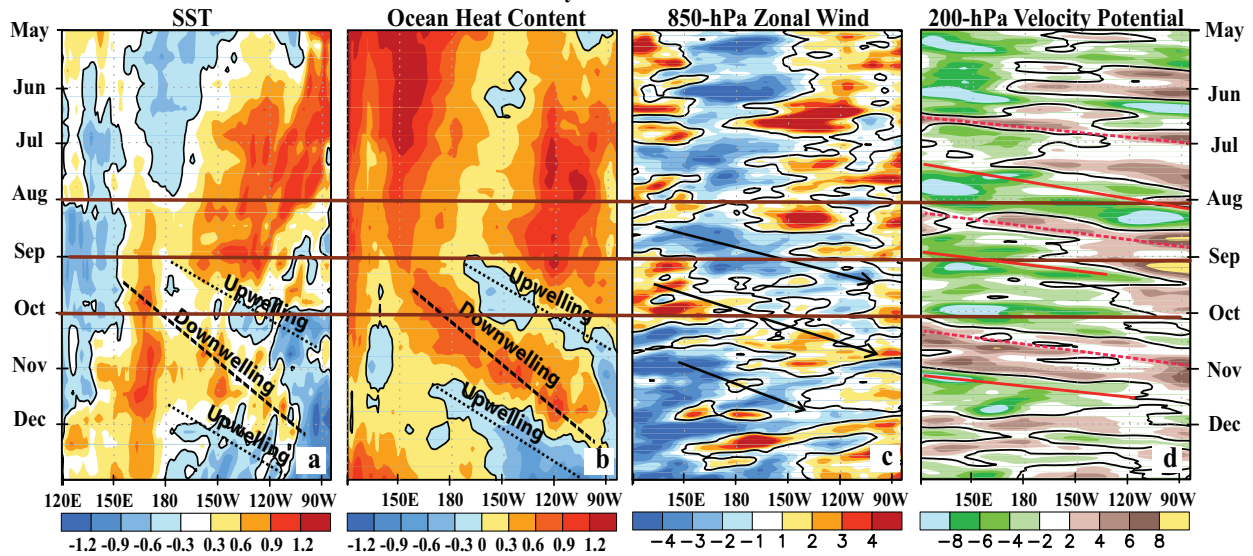 SST
Ocean Heat Content
850-hPa Zonal Wind
200-hPa Velocity Potential
May
Jun
Jul
Aug
Sep
Oct
Nov
Dec
Upwelling
Downwelling
Upwelling
a
Upwelling
Downwelling
Upwelling
b
c
d
May
Jun
Jul
Aug
Sep
Oct
Nov
Dec
120E 150E 180 150W 120W 90W
150E 180 150W 120W 90W
150E 180 150W 120W 90W
150E 180 150W 120W 90W
-1.2 -0.9 -0.6 -0.3 0.3 0.6 0.9 1.2
-1.2 -0.9 -0.6 -0.3 0 0.3 0.6 0.9 1.2
-4 -3 -2 -1 1 2 3 4
-8 -6 -4 -2 2 4 6 8